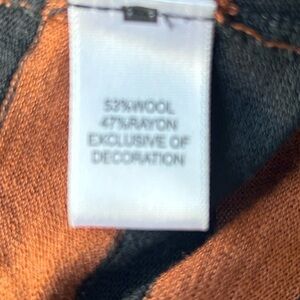 52%WOOL
47%RAYON
EXCLUSIVE OF
DECORATION